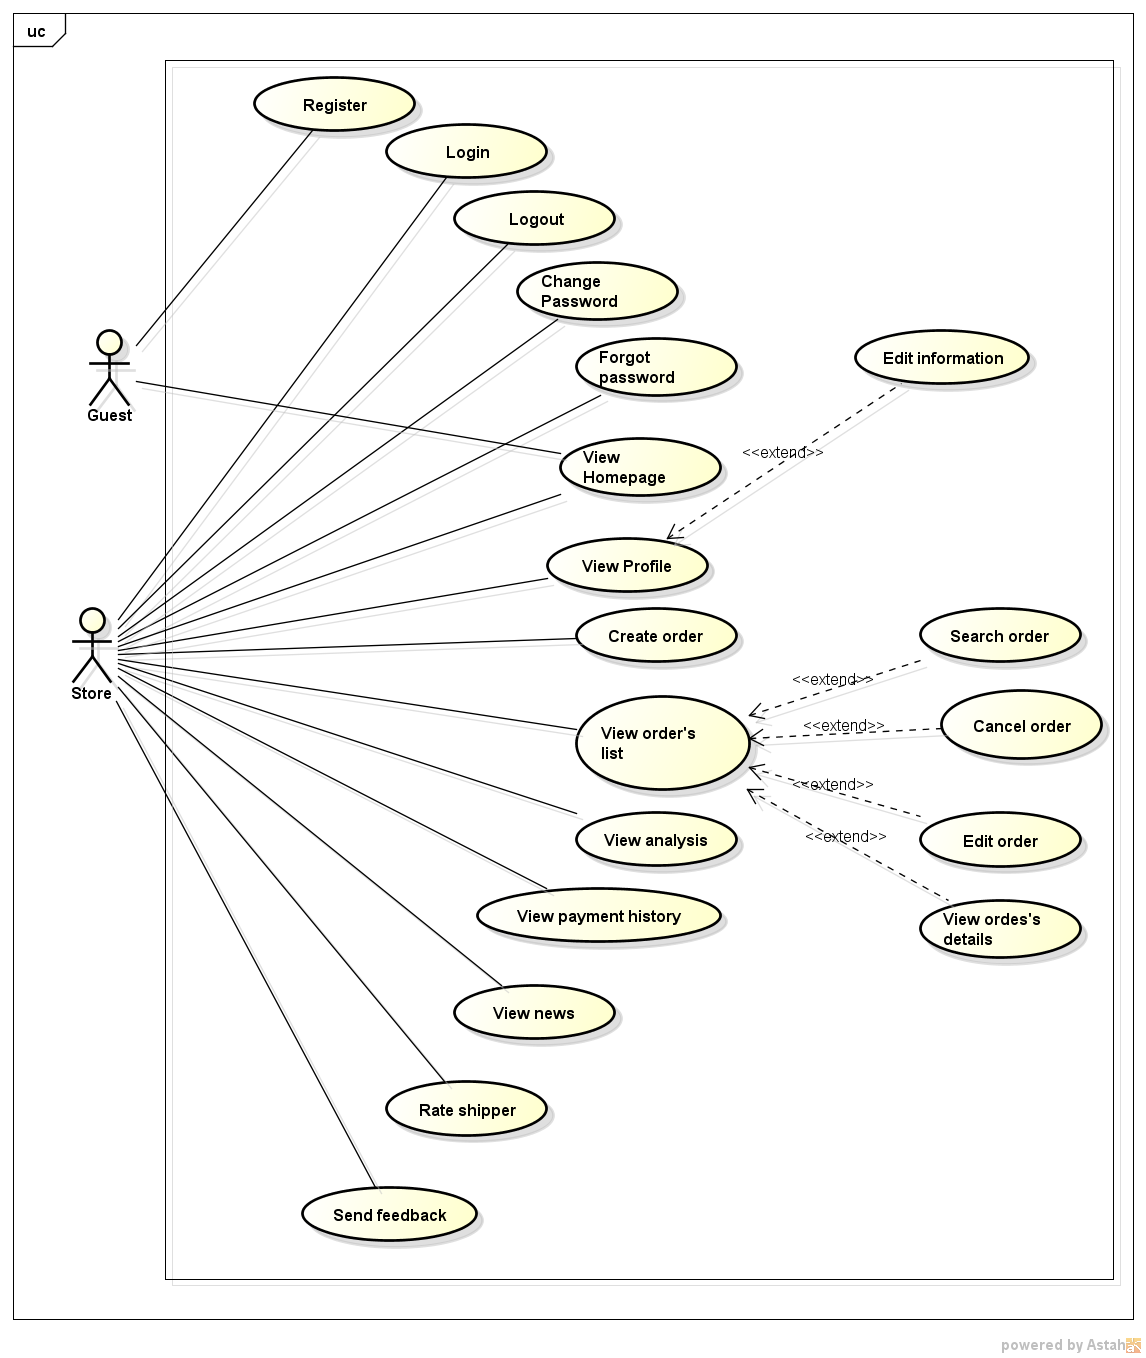 uc
Register
Login
Logout
Change
Password
Forgot
password
Edit information
Guest
<<extend>>
View
Homepage
View Profile
Create order
Search order
Store
<<extend>>
View order's
list
<<extend>>
Cancel order
<<extend>>
View analysis
<<extend>>
Edit order
View payment history
View ordes's
details
View news
Rate shipper
Send feedback
powered by Astah